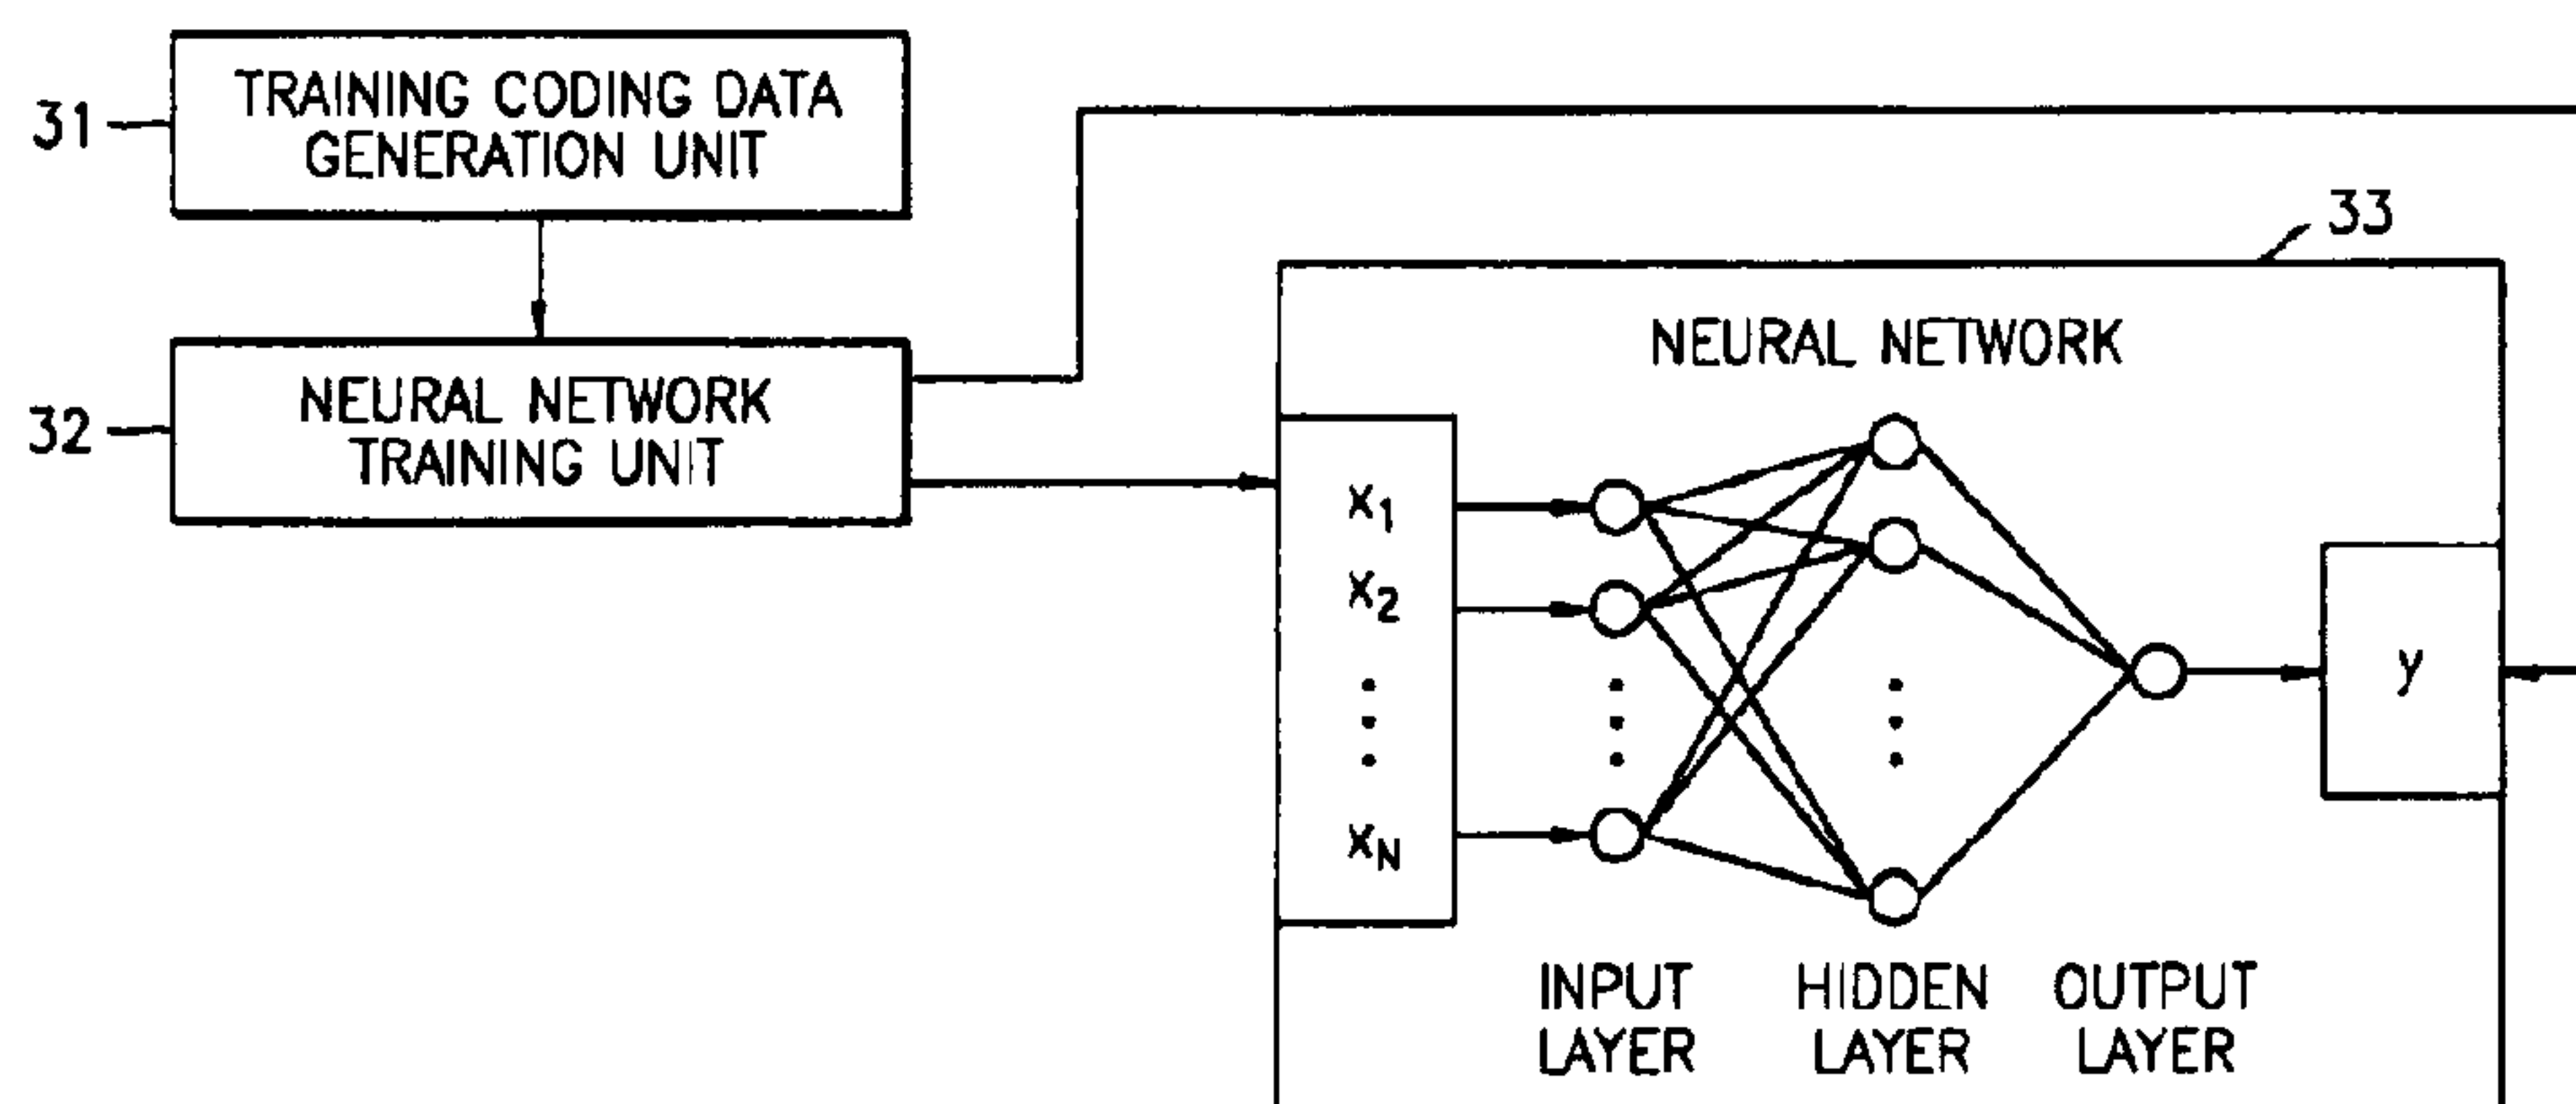 31
TRAINING CODING DATA
GENERATION UNIT
33
NEURAL NETWORK
32
NEURAL NETWORK
TRAINING UNIT
x1
x2
xN
y
INPUT
LAYER
HIDDEN
LAYER
OUTPUT
LAYER